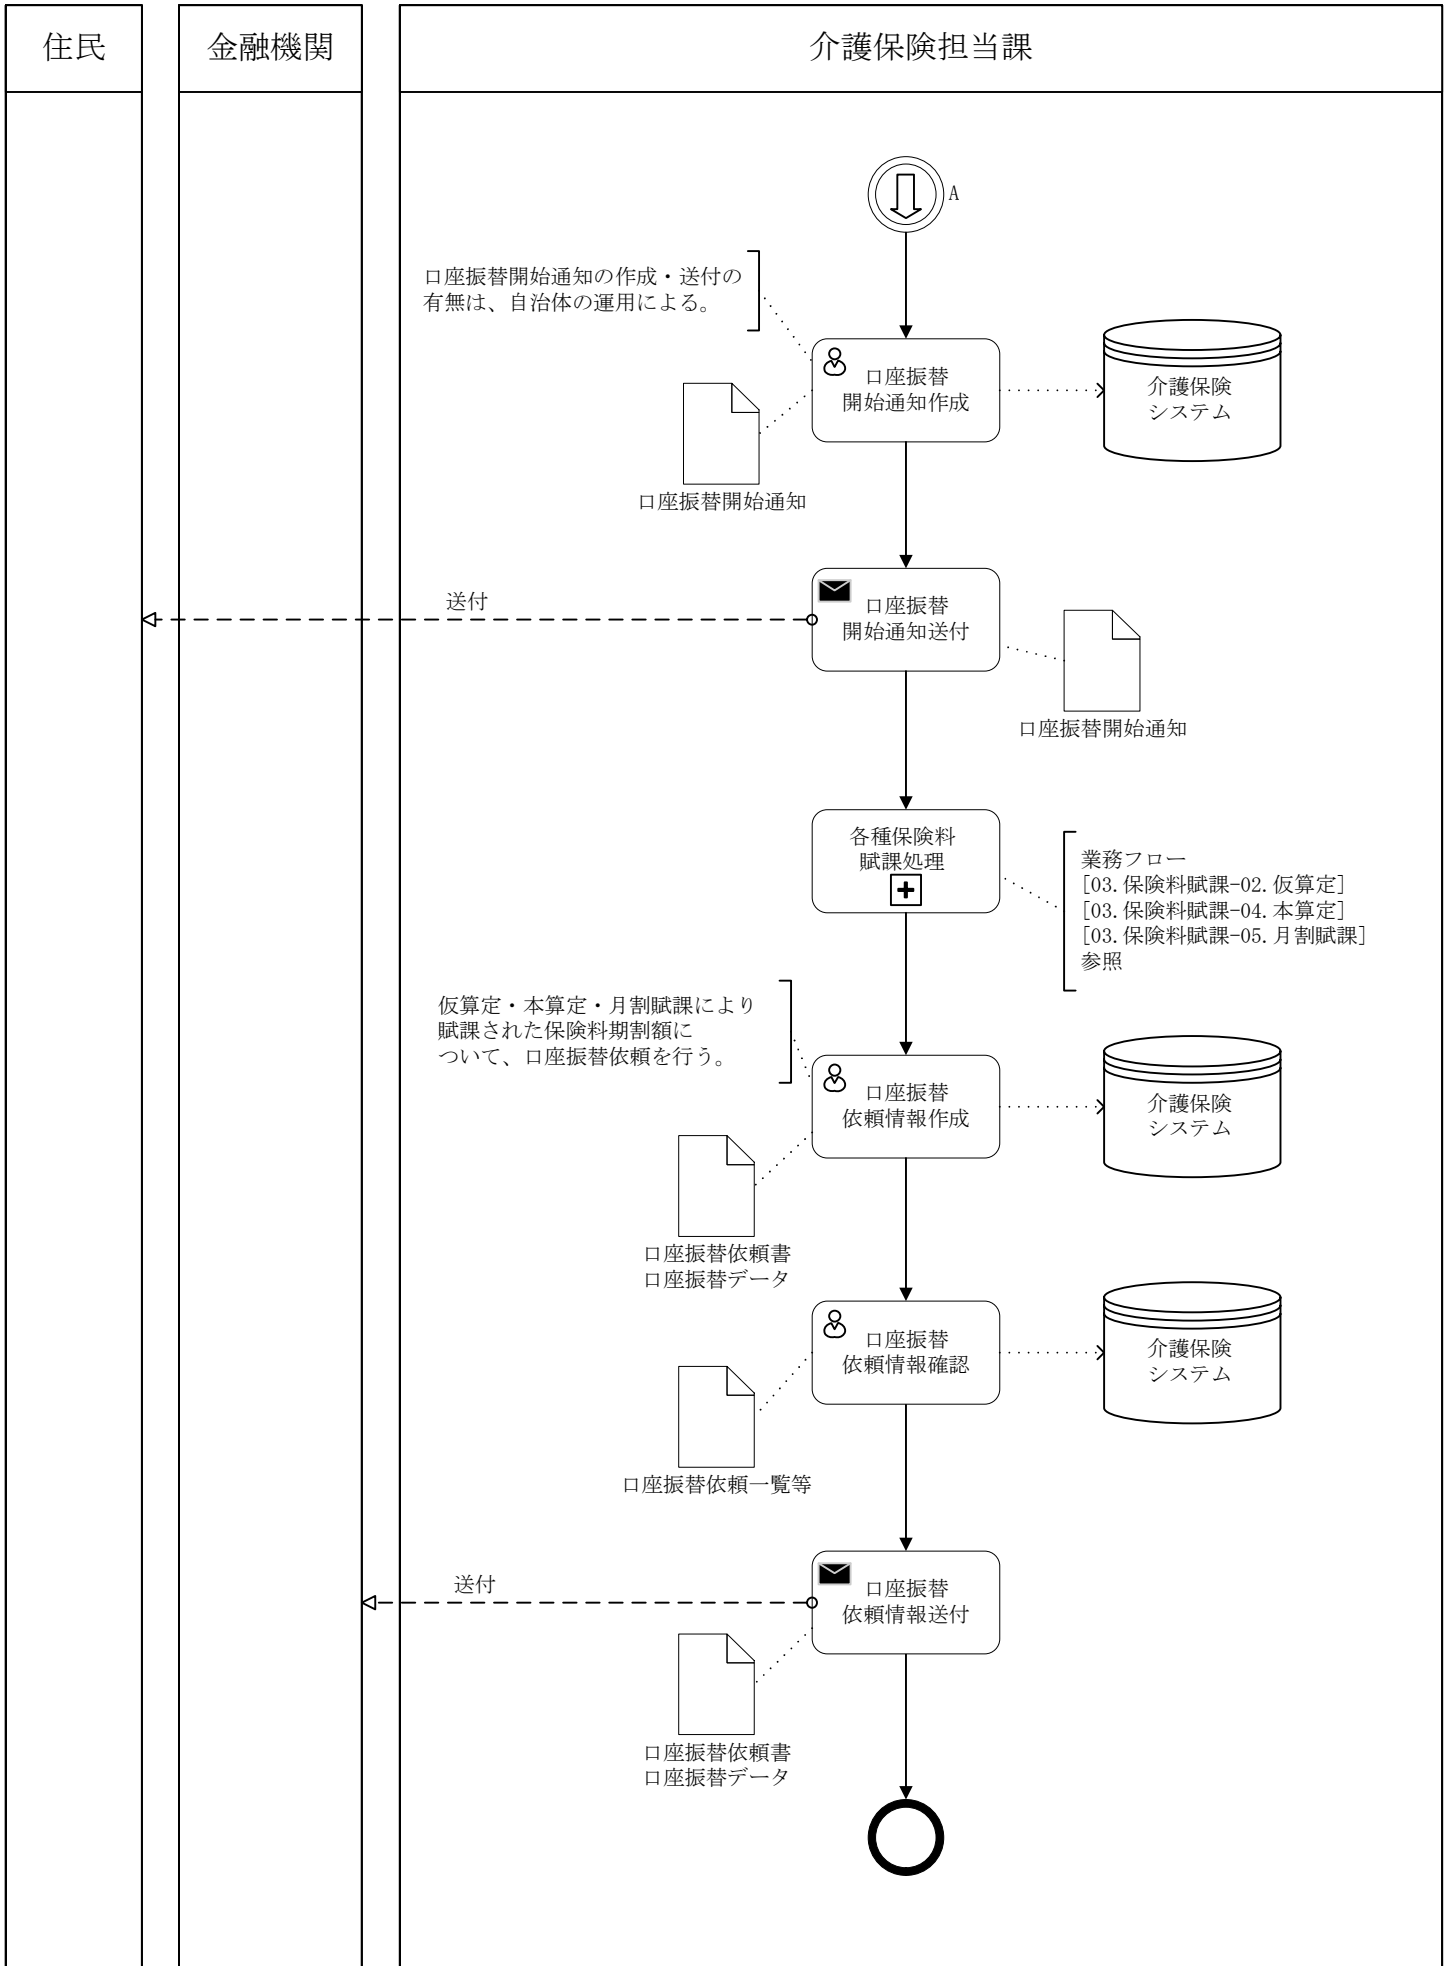 住民
金融機関
介護保険担当課
A
口座振替開始通知の作成・送付の
有無は、自治体の運用による。
口座振替
開始通知作成
介護保険
システム
口座振替開始通知
送付
口座振替
開始通知送付
口座振替開始通知
各種保険料
賦課処理
業務フロー
[03.保険料賦課-02.仮算定]
[03.保険料賦課-04.本算定]
[03.保険料賦課-05.月割賦課]
参照
仮算定・本算定・月割賦課により
賦課された保険料期割額に
ついて、口座振替依頼を行う。
口座振替
依頼情報作成
介護保険
システム
口座振替依頼書
口座振替データ
口座振替
依頼情報確認
介護保険
システム
口座振替依頼一覧等
送付
口座振替
依頼情報送付
口座振替依頼書
口座振替データ